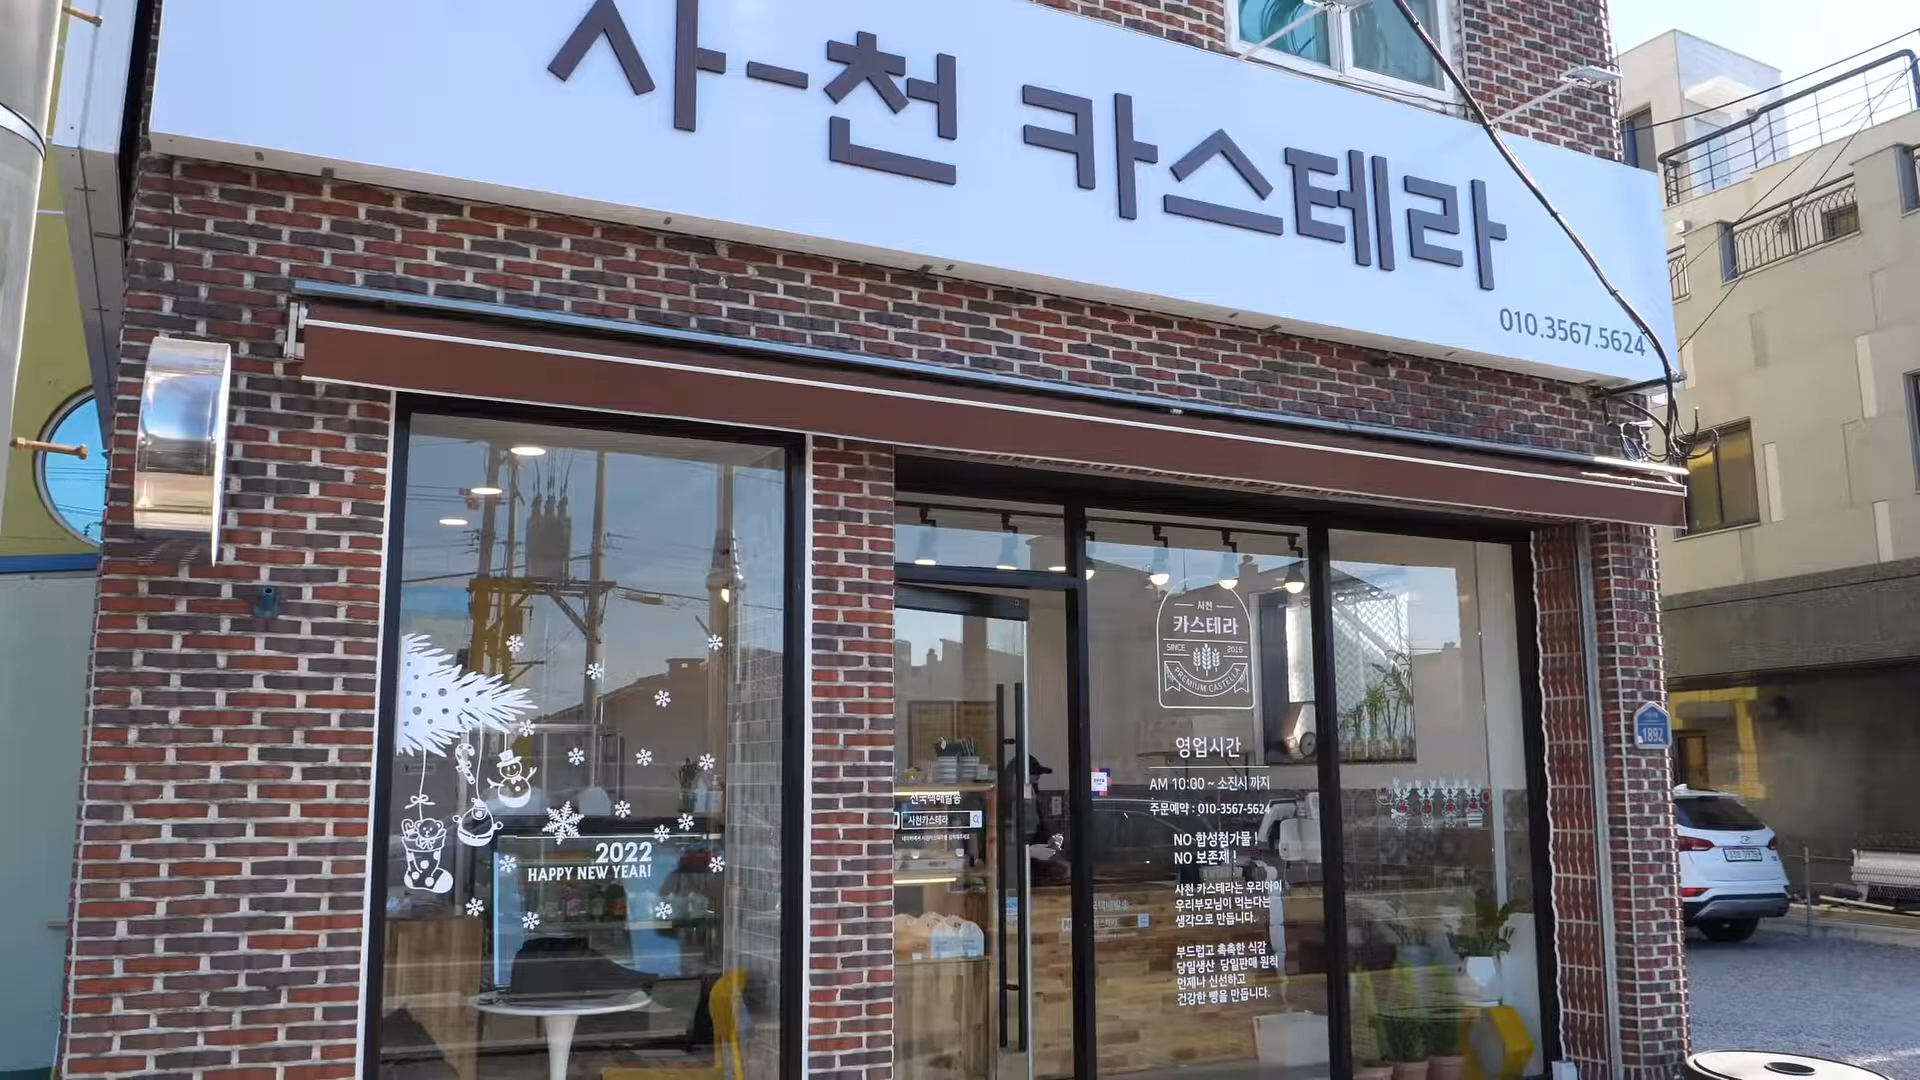 사천 카스테라
010.3567.5624
사천
카스테라
SINCE 2016
PREMIUM CASTELLA
영업시간
AM 10:00 ~ 소진시 까지
주문예약 : 010-3567-5624
NO 합성첨가물 !
NO 보존제 !
사천 카스테라는 우리아이
우리부모님이 먹는다는
생각으로 만듭니다.
부드럽고 촉촉한 식감
당일생산 당일판매 원칙
언제나 신선하고
건강한 빵을 만듭니다.
전국택배발송
사천카스테라
2022
HAPPY NEW YEAR!
1892